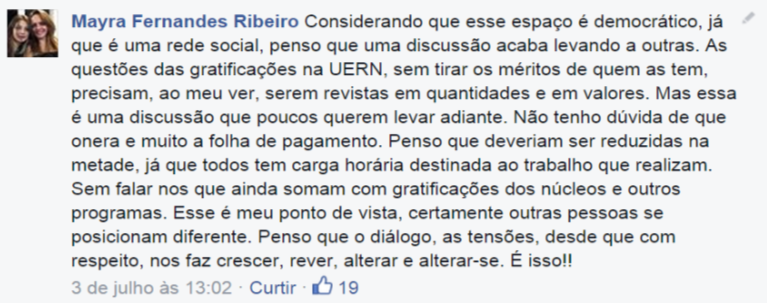 Mayra Fernandes Ribeiro Considerando que esse espaço é democrático, já
que é uma rede social, penso que uma discussão acaba levando a outras. As
questões das gratificações na UERN, sem tirar os méritos de quem as tem,
precisam, ao meu ver, serem revistas em quantidades e em valores. Mas essa
é uma discussão que poucos querem levar adiante. Não tenho dúvida de que
onera e muito a folha de pagamento. Penso que deveriam ser reduzidas na
metade, já que todos tem carga horária destinada ao trabalho que realizam.
Sem falar nos que ainda somam com gratificações dos núcleos e outros
programas. Esse é meu ponto de vista, certamente outras pessoas se
posicionam diferente. Penso que o diálogo, as tensões, desde que com
respeito, nos faz crescer, rever, alterar e alterar-se. É isso!!
3 de julho às 13:02 · Curtir · 19